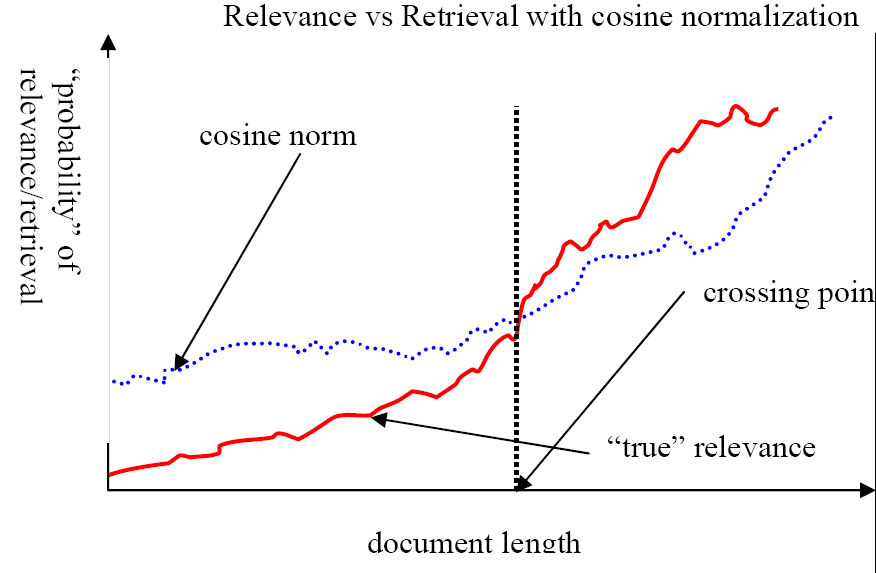 Relevance vs Retrieval with cosine normalization
“probability” of
relevance/retrieval
cosine norm
crossing poin
“true” relevance
document length